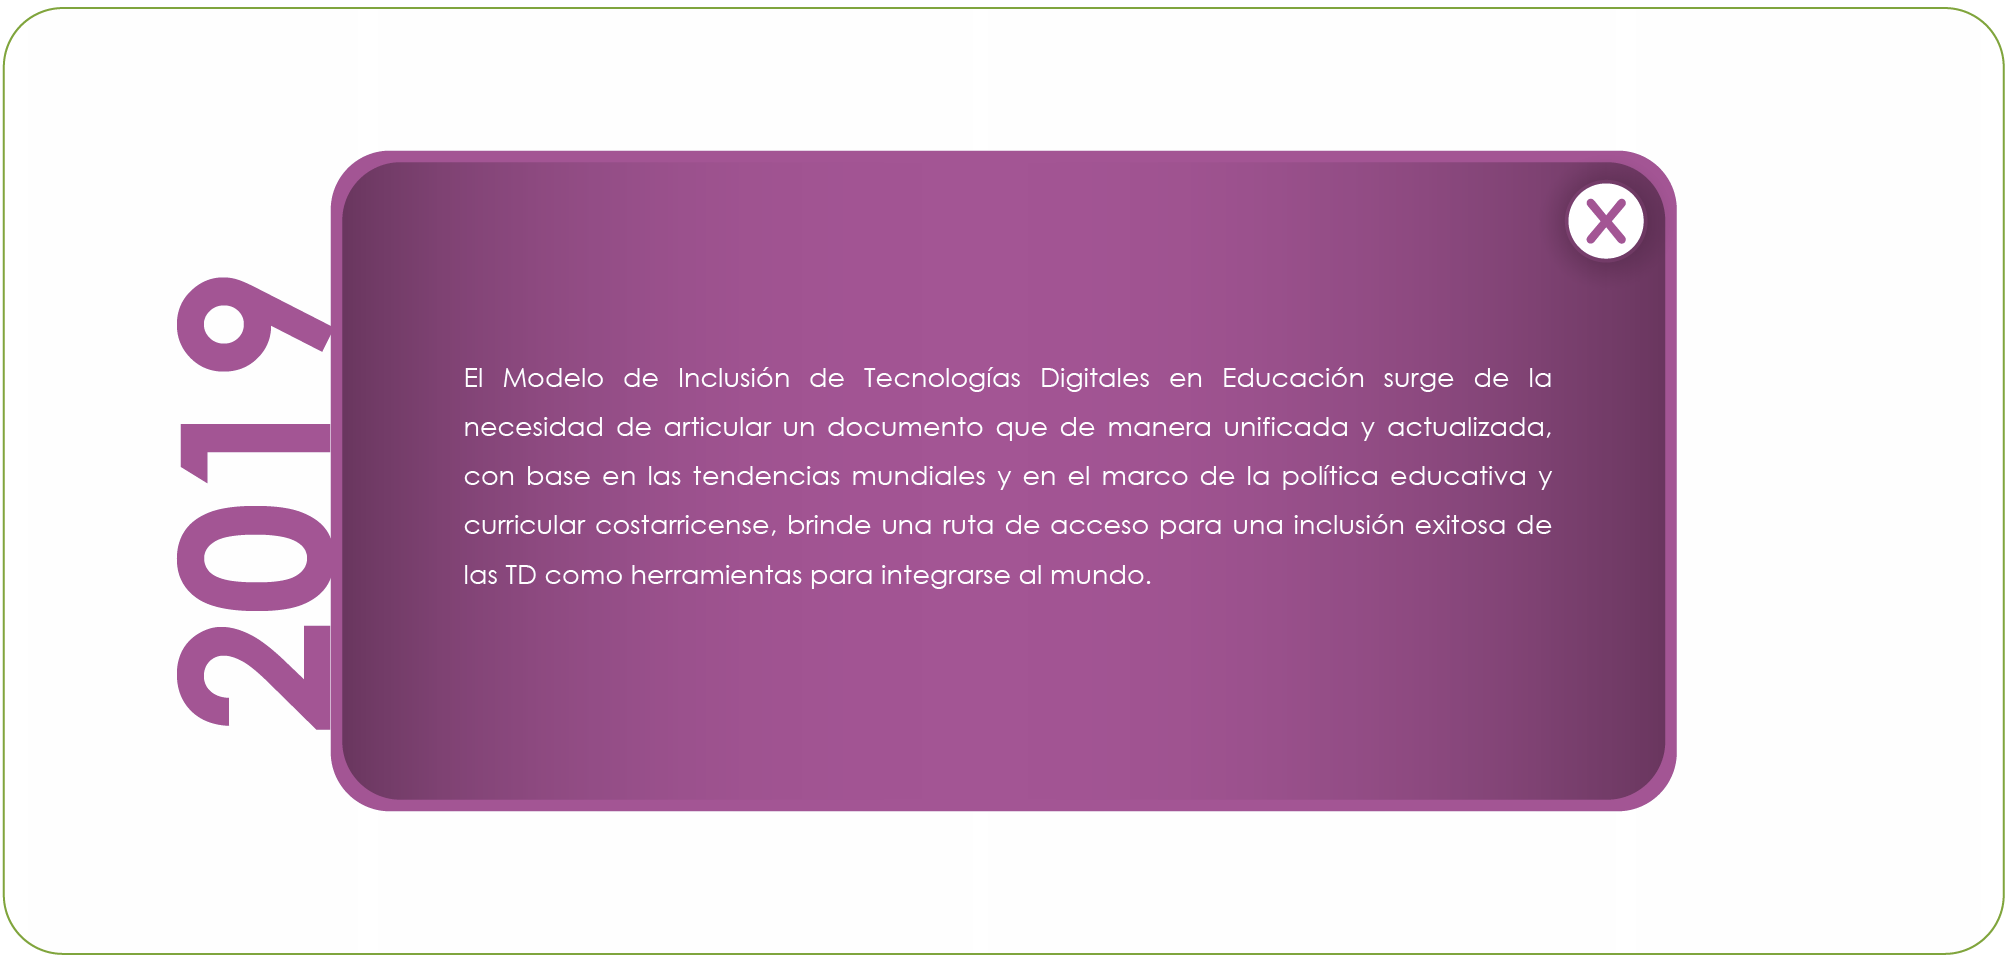 2019
X
El Modelo de Inclusión de Tecnologías Digitales en Educación surge de la
necesidad de articular un documento que de manera unificada y actualizada,
con base en las tendencias mundiales y en el marco de la política educativa y
curricular costarricense, brinde una ruta de acceso para una inclusión exitosa de
las TD como herramientas para integrarse al mundo.